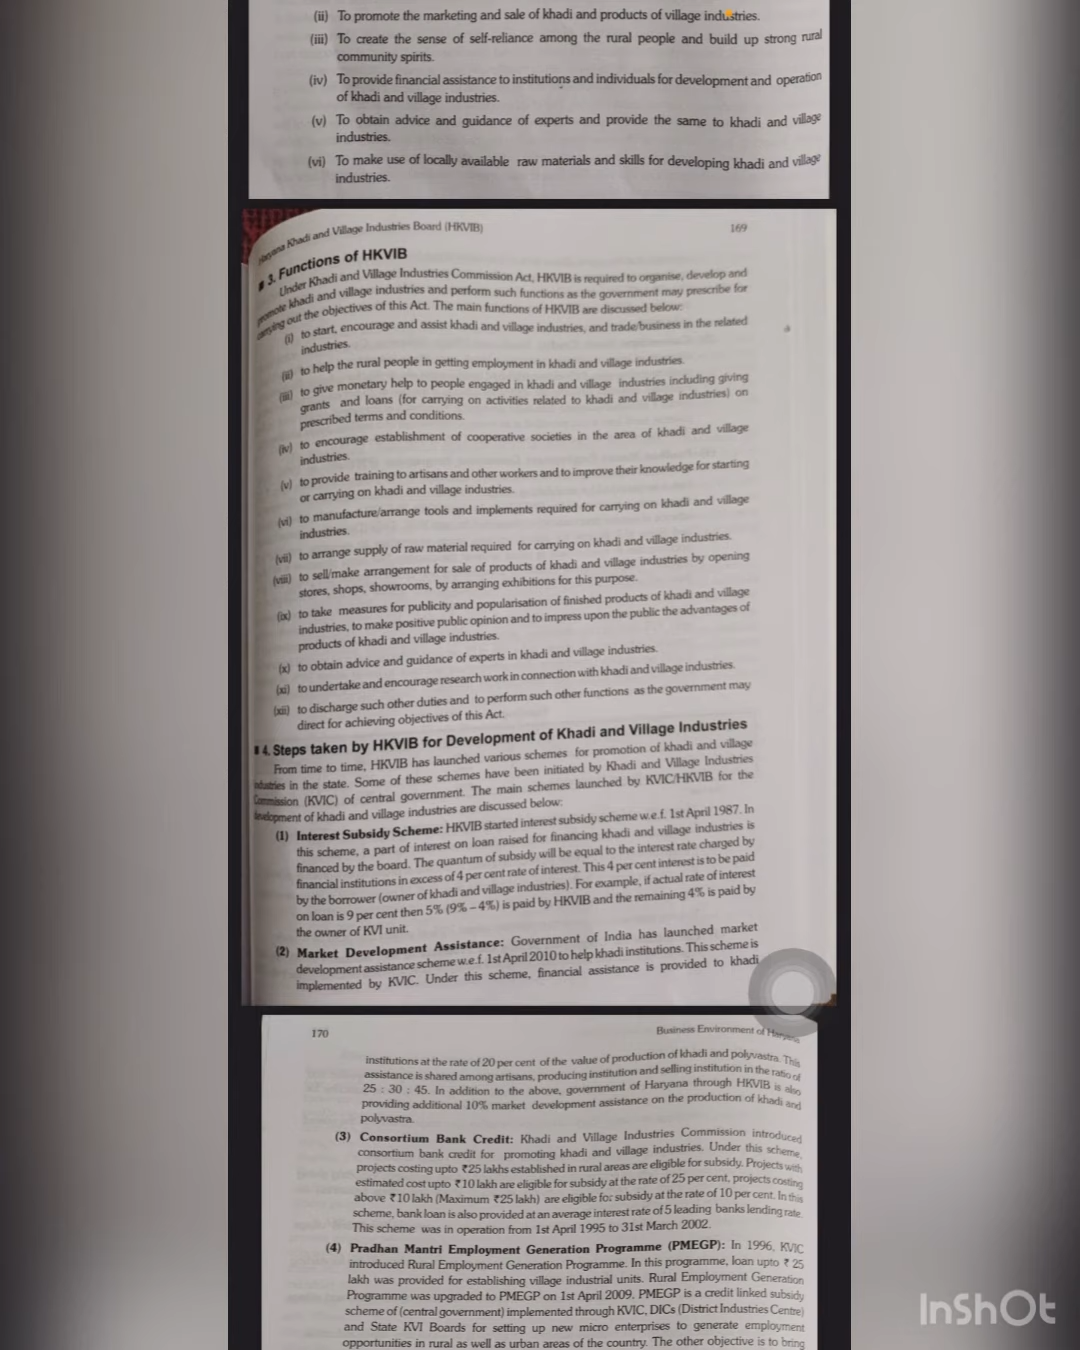 (ii) To promote the marketing and sale of khadi and products of village industries.
(iii) To create the sense of self-reliance among the rural people and build up strong rural
community spirits.
(iv) To provide financial assistance to institutions and individuals for development and operation
of khadi and village industries.
(v) To obtain advice and guidance of experts and provide the same to khadi and village
industries.
(vi) To make use of locally available raw materials and skills for developing khadi and village
industries.
Haryana Khadi and Village Industries Board (HKVIB) 169
3. Functions of HKVIB
Under Khadi and Village Industries Commission Act, HKVIB is required to organise, develop and
promote khadi and village industries and perform such functions as the government may prescribe for
carrying out the objectives of this Act. The main functions of HKVIB are discussed below:
(i) to start, encourage and assist khadi and village industries, and trade/business in the related
industries.
(ii) to help the rural people in getting employment in khadi and village industries.
(iii) to give monetary help to people engaged in khadi and village industries including giving
grants and loans (for carrying on activities related to khadi and village industries) on
prescribed terms and conditions.
(iv) to encourage establishment of cooperative societies in the area of khadi and village
industries.
(v) to provide training to artisans and other workers and to improve their knowledge for starting
or carrying on khadi and village industries.
(vi) to manufacture/arrange tools and implements required for carrying on khadi and village
industries.
(vii) to arrange supply of raw material required for carrying on khadi and village industries.
(viii) to sell/make arrangement for sale of products of khadi and village industries by opening
stores, shops, showrooms, by arranging exhibitions for this purpose.
(ix) to take measures for publicity and popularisation of finished products of khadi and village
industries, to make positive public opinion and to impress upon the public the advantages of
products of khadi and village industries.
(x) to obtain advice and guidance of experts in khadi and village industries.
(xi) to undertake and encourage research work in connection with khadi and village industries.
(xii) to discharge such other duties and to perform such other functions as the government may
direct for achieving objectives of this Act.
4. Steps taken by HKVIB for Development of Khadi and Village Industries
From time to time, HKVIB has launched various schemes for promotion of khadi and village
industries in the state. Some of these schemes have been initiated by Khadi and Village Industries
Commission (KVIC) of central government. The main schemes launched by KVIC/HKVIB for the
development of khadi and village industries are discussed below:
(1) Interest Subsidy Scheme: HKVIB started interest subsidy scheme w.e.f. 1st April 1987. In
this scheme, a part of interest on loan raised for financing khadi and village industries is
financed by the board. The quantum of subsidy will be equal to the interest rate charged by
financial institutions in excess of 4 per cent rate of interest. This 4 per cent interest is to be paid
by the borrower (owner of khadi and village industries). For example, if actual rate of interest
on loan is 9 per cent then 5% (9% – 4%) is paid by HKVIB and the remaining 4% is paid by
the owner of KVI unit.
(2) Market Development Assistance: Government of India has launched market
development assistance scheme w.e.f. 1st April 2010 to help khadi institutions. This scheme is
implemented by KVIC. Under this scheme, financial assistance is provided to khadi
170 Business Environment of Haryana
institutions at the rate of 20 per cent of the value of production of khadi and polyvastra. This
assistance is shared among artisans, producing institution and selling institution in the ratio of
25 : 30 : 45. In addition to the above, government of Haryana through HKVIB is also
providing additional 10% market development assistance on the production of khadi and
polyvastra.
(3) Consortium Bank Credit: Khadi and Village Industries Commission introduced
consortium bank credit for promoting khadi and village industries. Under this scheme,
projects costing upto ₹25 lakhs established in rural areas are eligible for subsidy. Projects with
estimated cost upto ₹10 lakh are eligible for subsidy at the rate of 25 per cent, projects costing
above ₹10 lakh (Maximum ₹25 lakh) are eligible for subsidy at the rate of 10 per cent. In this
scheme, bank loan is also provided at an average interest rate of 5 leading banks lending rate.
This scheme was in operation from 1st April 1995 to 31st March 2002.
(4) Pradhan Mantri Employment Generation Programme (PMEGP): In 1996, KVIC
introduced Rural Employment Generation Programme. In this programme, loan upto ₹ 25
lakh was provided for establishing village industrial units. Rural Employment Generation
Programme was upgraded to PMEGP on 1st April 2009. PMEGP is a credit linked subsidy
scheme of (central government) implemented through KVIC, DICs (District Industries Centre)
and State KVI Boards for setting up new micro enterprises to generate employment
opportunities in rural as well as urban areas of the country. The other objective is to bring
InShOt